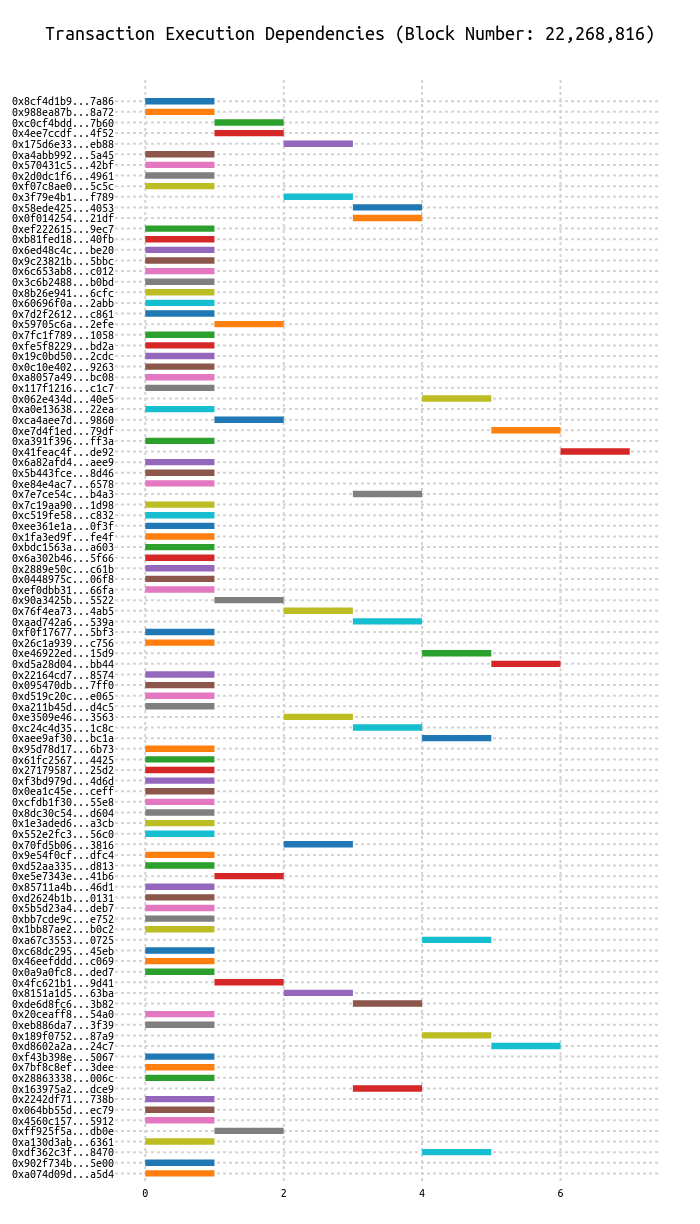 Transaction Execution Dependencies (Block Number: 22,268,816)
0x8cf4d1b9...7a86
0x988ea87b...8a72
0xc0cf4bdd...7b60
0x4ee7ccdf...4f52
0x175d6e33...eb88
0xa4abb992...5a45
0x570431c5...42bf
0x2d0dc1f6...4961
0xf07c8ae0...5c5c
0x3f79e4b1...f789
0x58ede425...4053
0x0f014254...21df
0xef222615...9ec7
0xb81fed18...40fb
0x6ed48c4c...be20
0x9c23821b...5bbc
0x6c653ab8...c012
0x3c6b2488...b0bd
0x8b26e941...6cfc
0x60696f0a...2abb
0x7d2f2612...c861
0x59705c6a...2efe
0x7fc1f789...1058
0xfe5f8229...bd2a
0x19c0bd50...2cdc
0x0c10e402...9263
0xa8057a49...bc08
0x117f1216...c1c7
0x062e434d...40e5
0xa0e13638...22ea
0xca4aee7d...9860
0xe7d4f1ed...79df
0xa391f396...ff3a
0x41feac4f...de92
0x6a82afd4...aee9
0x5b443fce...8d46
0xe84e4ac7...6578
0x7e7ce54c...b4a3
0x7c19aa90...1d98
0xc519fe58...c832
0xee361e1a...0f3f
0x1fa3ed9f...fe4f
0xbdc1563a...a603
0x6a302b46...5f66
0x2889e50c...c61b
0x0448975c...06f8
0xef0dbb31...66fa
0x90a3425b...5522
0x76f4ea73...4ab5
0xaad742a6...539a
0xf0f17677...5bf3
0x26c1a939...c756
0xe46922ed...15d9
0xd5a28d04...bb44
0x22164cd7...8574
0x095470db...7ff0
0xd519c20c...e065
0xa211b45d...d4c5
0xe3509e46...3563
0xc24c4d35...1c8c
0xaee9af30...bc1a
0x95d78d17...6b73
0x61fc2567...4425
0x27179587...25d2
0xf3bd979d...4d6d
0x0ea1c45e...ceff
0xcfdb1f30...55e8
0x8dc30c54...d604
0x1e3aded6...a3cb
0x552e2fc3...56c0
0x70fd5b06...3816
0x9e54f0cf...dfc4
0xd52aa335...d813
0xe5e7343e...41b6
0x85711a4b...46d1
0xd2624b1b...0131
0x5b5d23a4...deb7
0xbb7cde9c...e752
0x1bb87ae2...b0c2
0xa67c3553...0725
0xc68dc295...45eb
0x46eefddd...c069
0x0a9a0fc8...ded7
0x4fc621b1...9d41
0x8151a1d5...63ba
0xde6d8fc6...3b82
0x20ceaff8...54a0
0xeb886da7...3f39
0x189f0752...87a9
0xd8602a2a...24c7
0xf43b398e...5067
0x7bf8c8ef...3dee
0x28863338...006c
0x163975a2...dce9
0x2242df71...738b
0x064bb55d...ec79
0x4560c157...5912
0xff925f5a...db0e
0xa130d3ab...6361
0xdf362c3f...8470
0x902f734b...5e00
0xa074d09d...a5d4
0 2 4 6